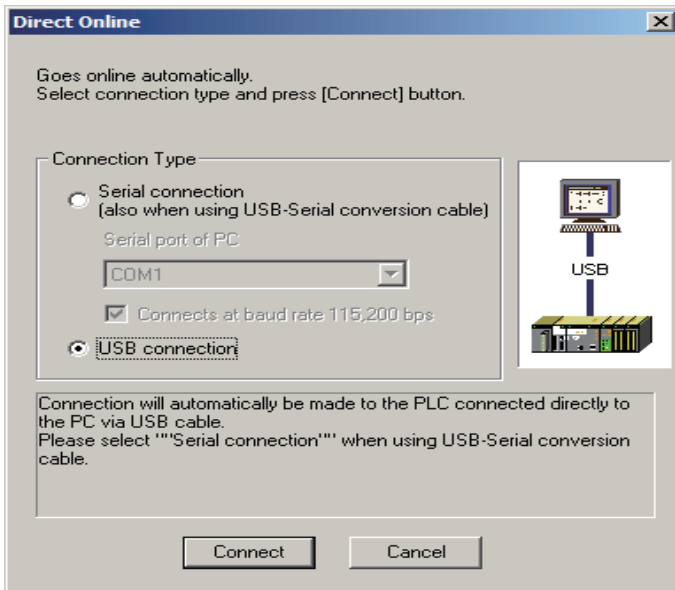 Direct Online
Goes online automatically.
Select connection type and press [Connect] button.
Connection Type
Serial connection
(also when using USB-Serial conversion cable)
Serial port of PC
COM1
Connects at baud rate 115,200 bps
USB connection
USB
Connection will automatically be made to the PLC connected directly to
the PC via USB cable.
Please select ""Serial connection"" when using USB-Serial conversion
cable.
Connect
Cancel